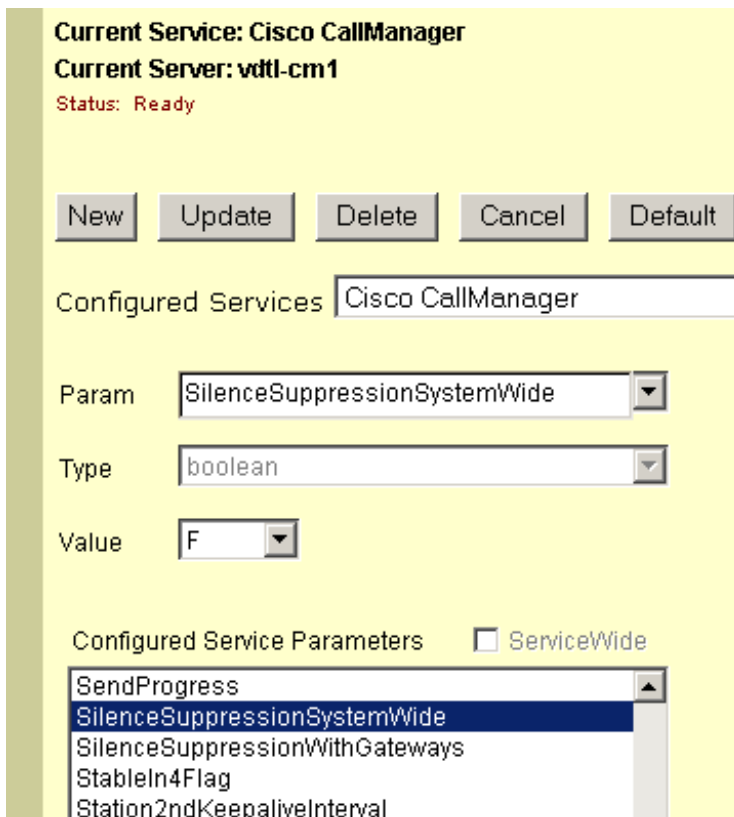 Current Service: Cisco CallManager
Current Server: vdtl-cm1
Status: Ready
New Update Delete Cancel Default
Configured Services Cisco CallManager
Param SilenceSuppressionSystemWide
Type boolean
Value F
Configured Service Parameters ServiceWide
SendProgress
SilenceSuppressionSystemWide
SilenceSuppressionWithGateways
StableIn4Flag
Station2ndKeepaliveInterval